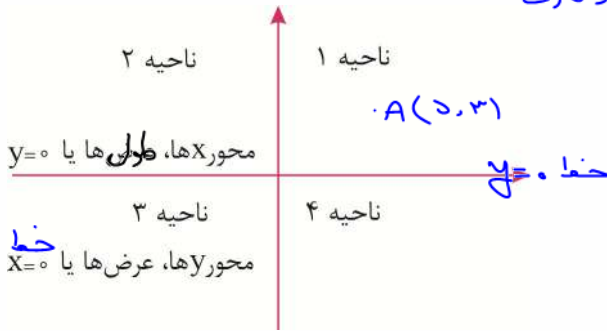 ناحیه ۱
ناحیه ۲
A(۵,۳)
محورxها، طول‌ها یا y=۰
خط y=۰
ناحیه ۴
ناحیه ۳
خط
محورyها، عرض‌ها یا x=۰